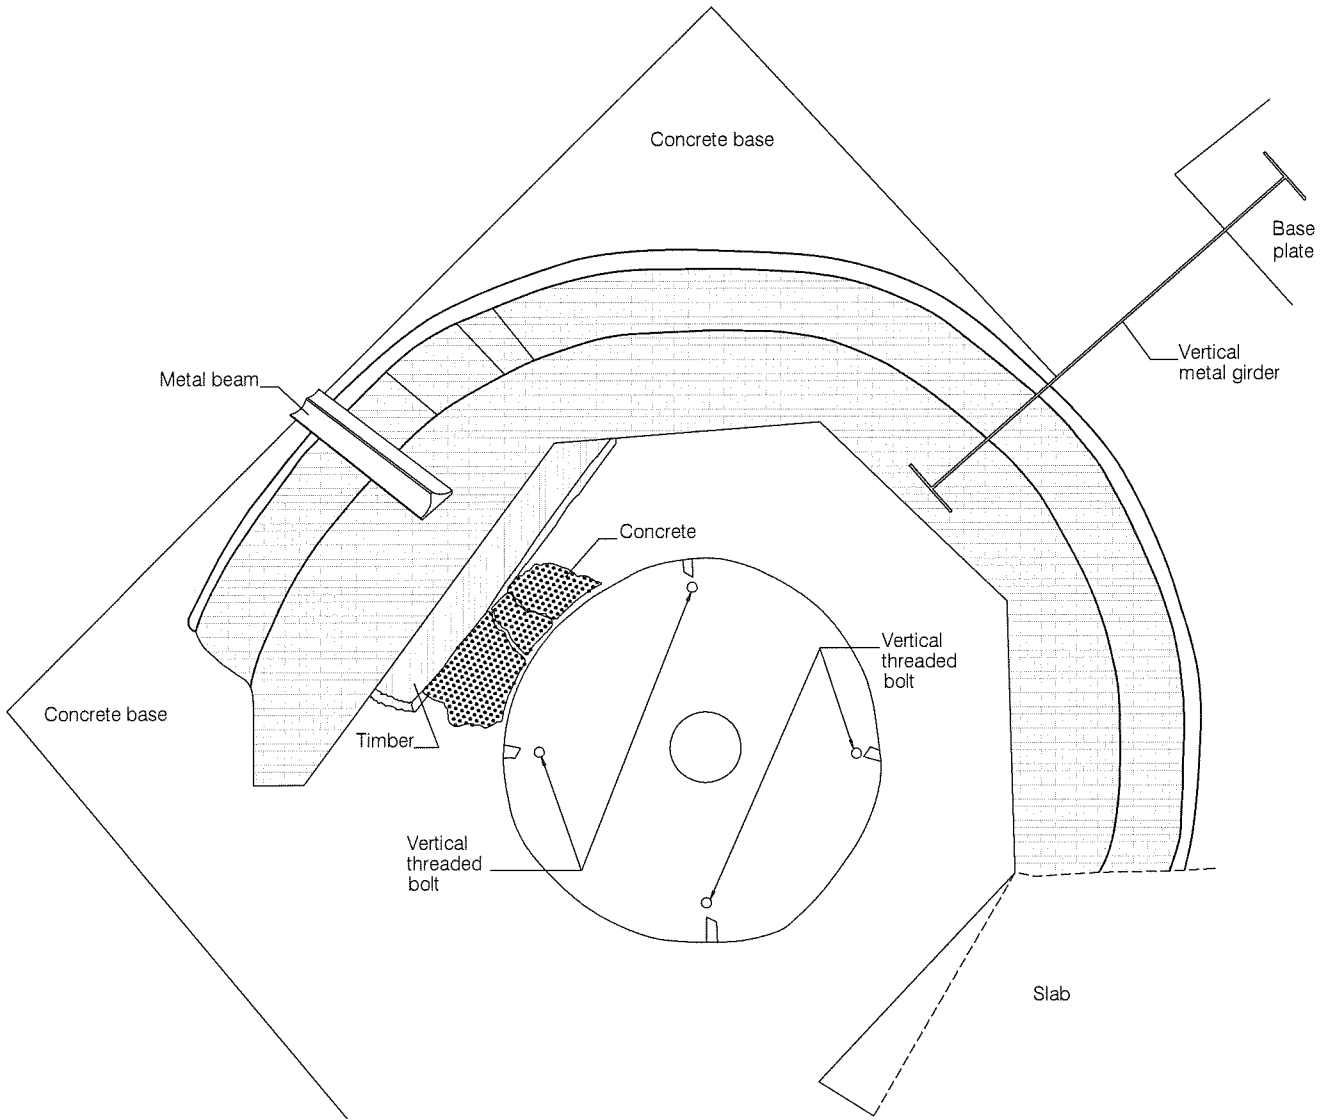 Concrete base
Base
plate
Vertical
metal girder
Metal beam
Concrete
Vertical
threaded
bolt
Concrete base
Timber
Vertical
threaded
bolt
Slab